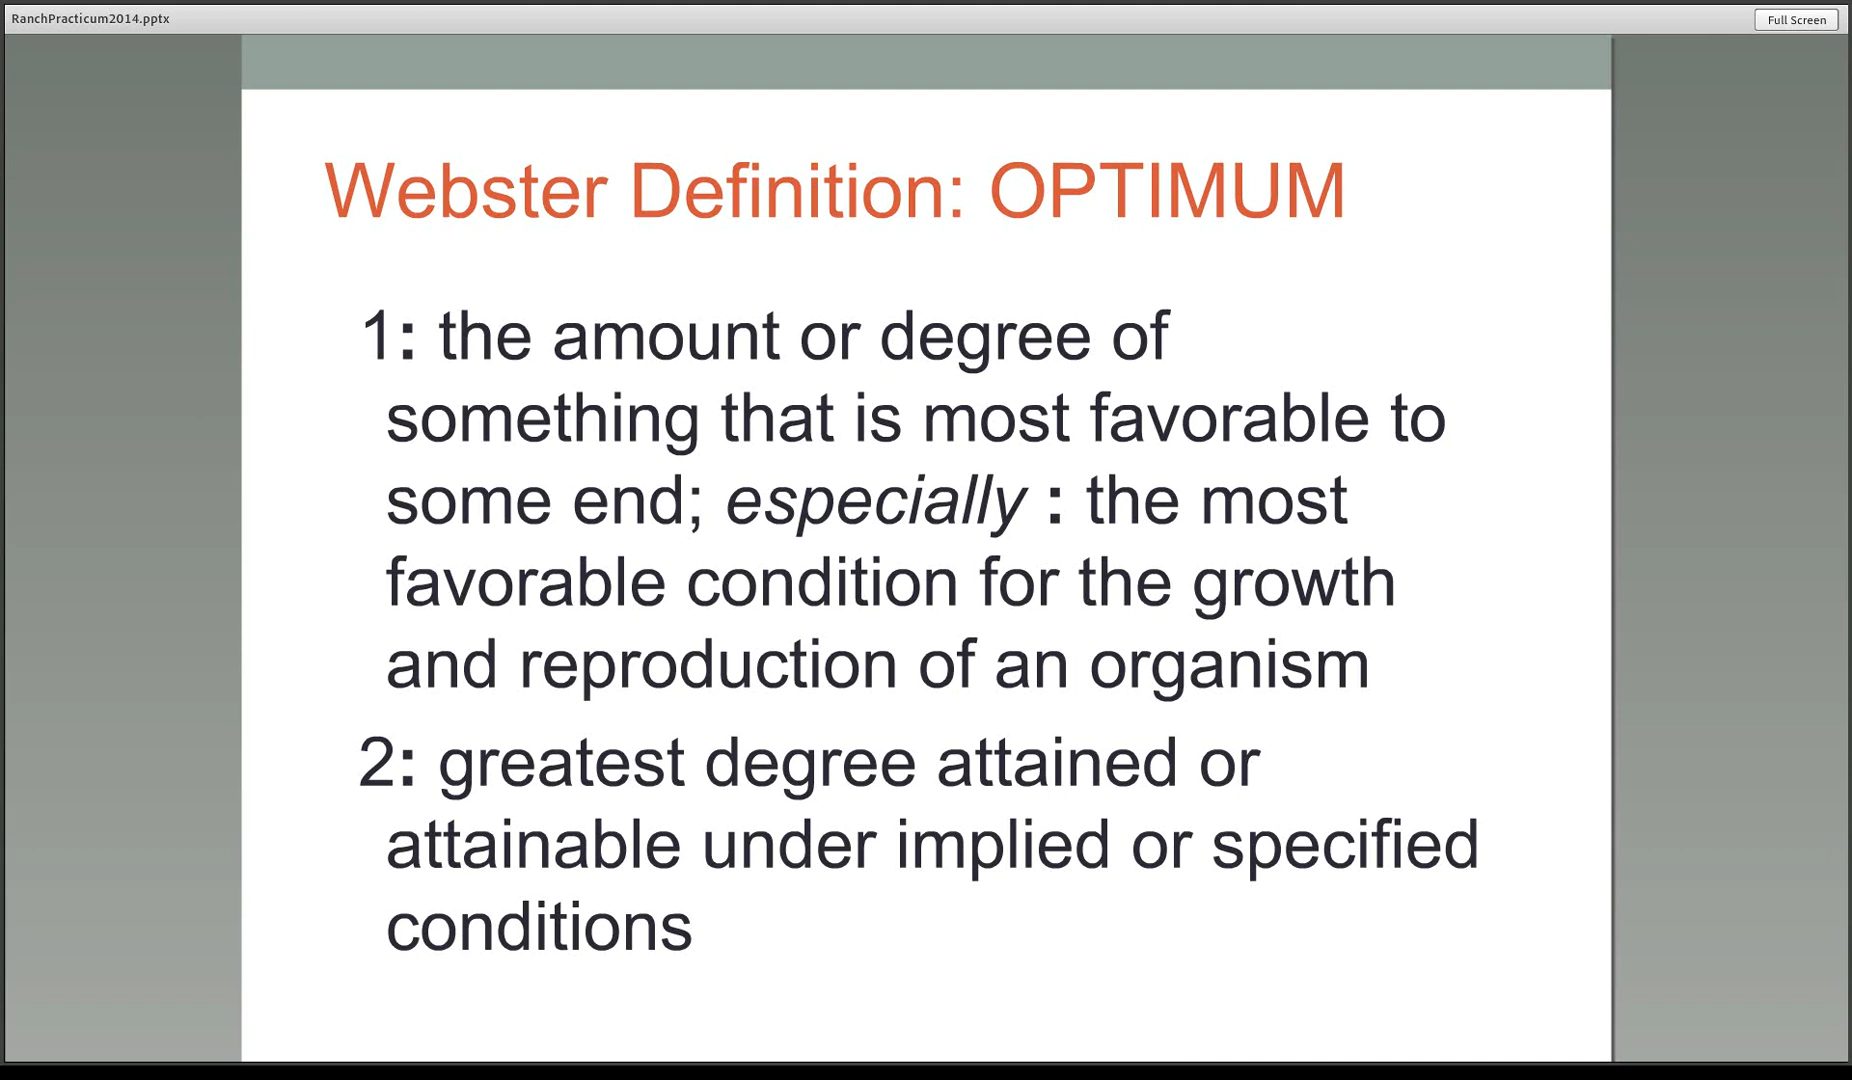 RanchPracticum2014.pptx
Full Screen
Webster Definition: OPTIMUM
1: the amount or degree of
something that is most favorable to
some end; especially : the most
favorable condition for the growth
and reproduction of an organism
2: greatest degree attained or
attainable under implied or specified
conditions